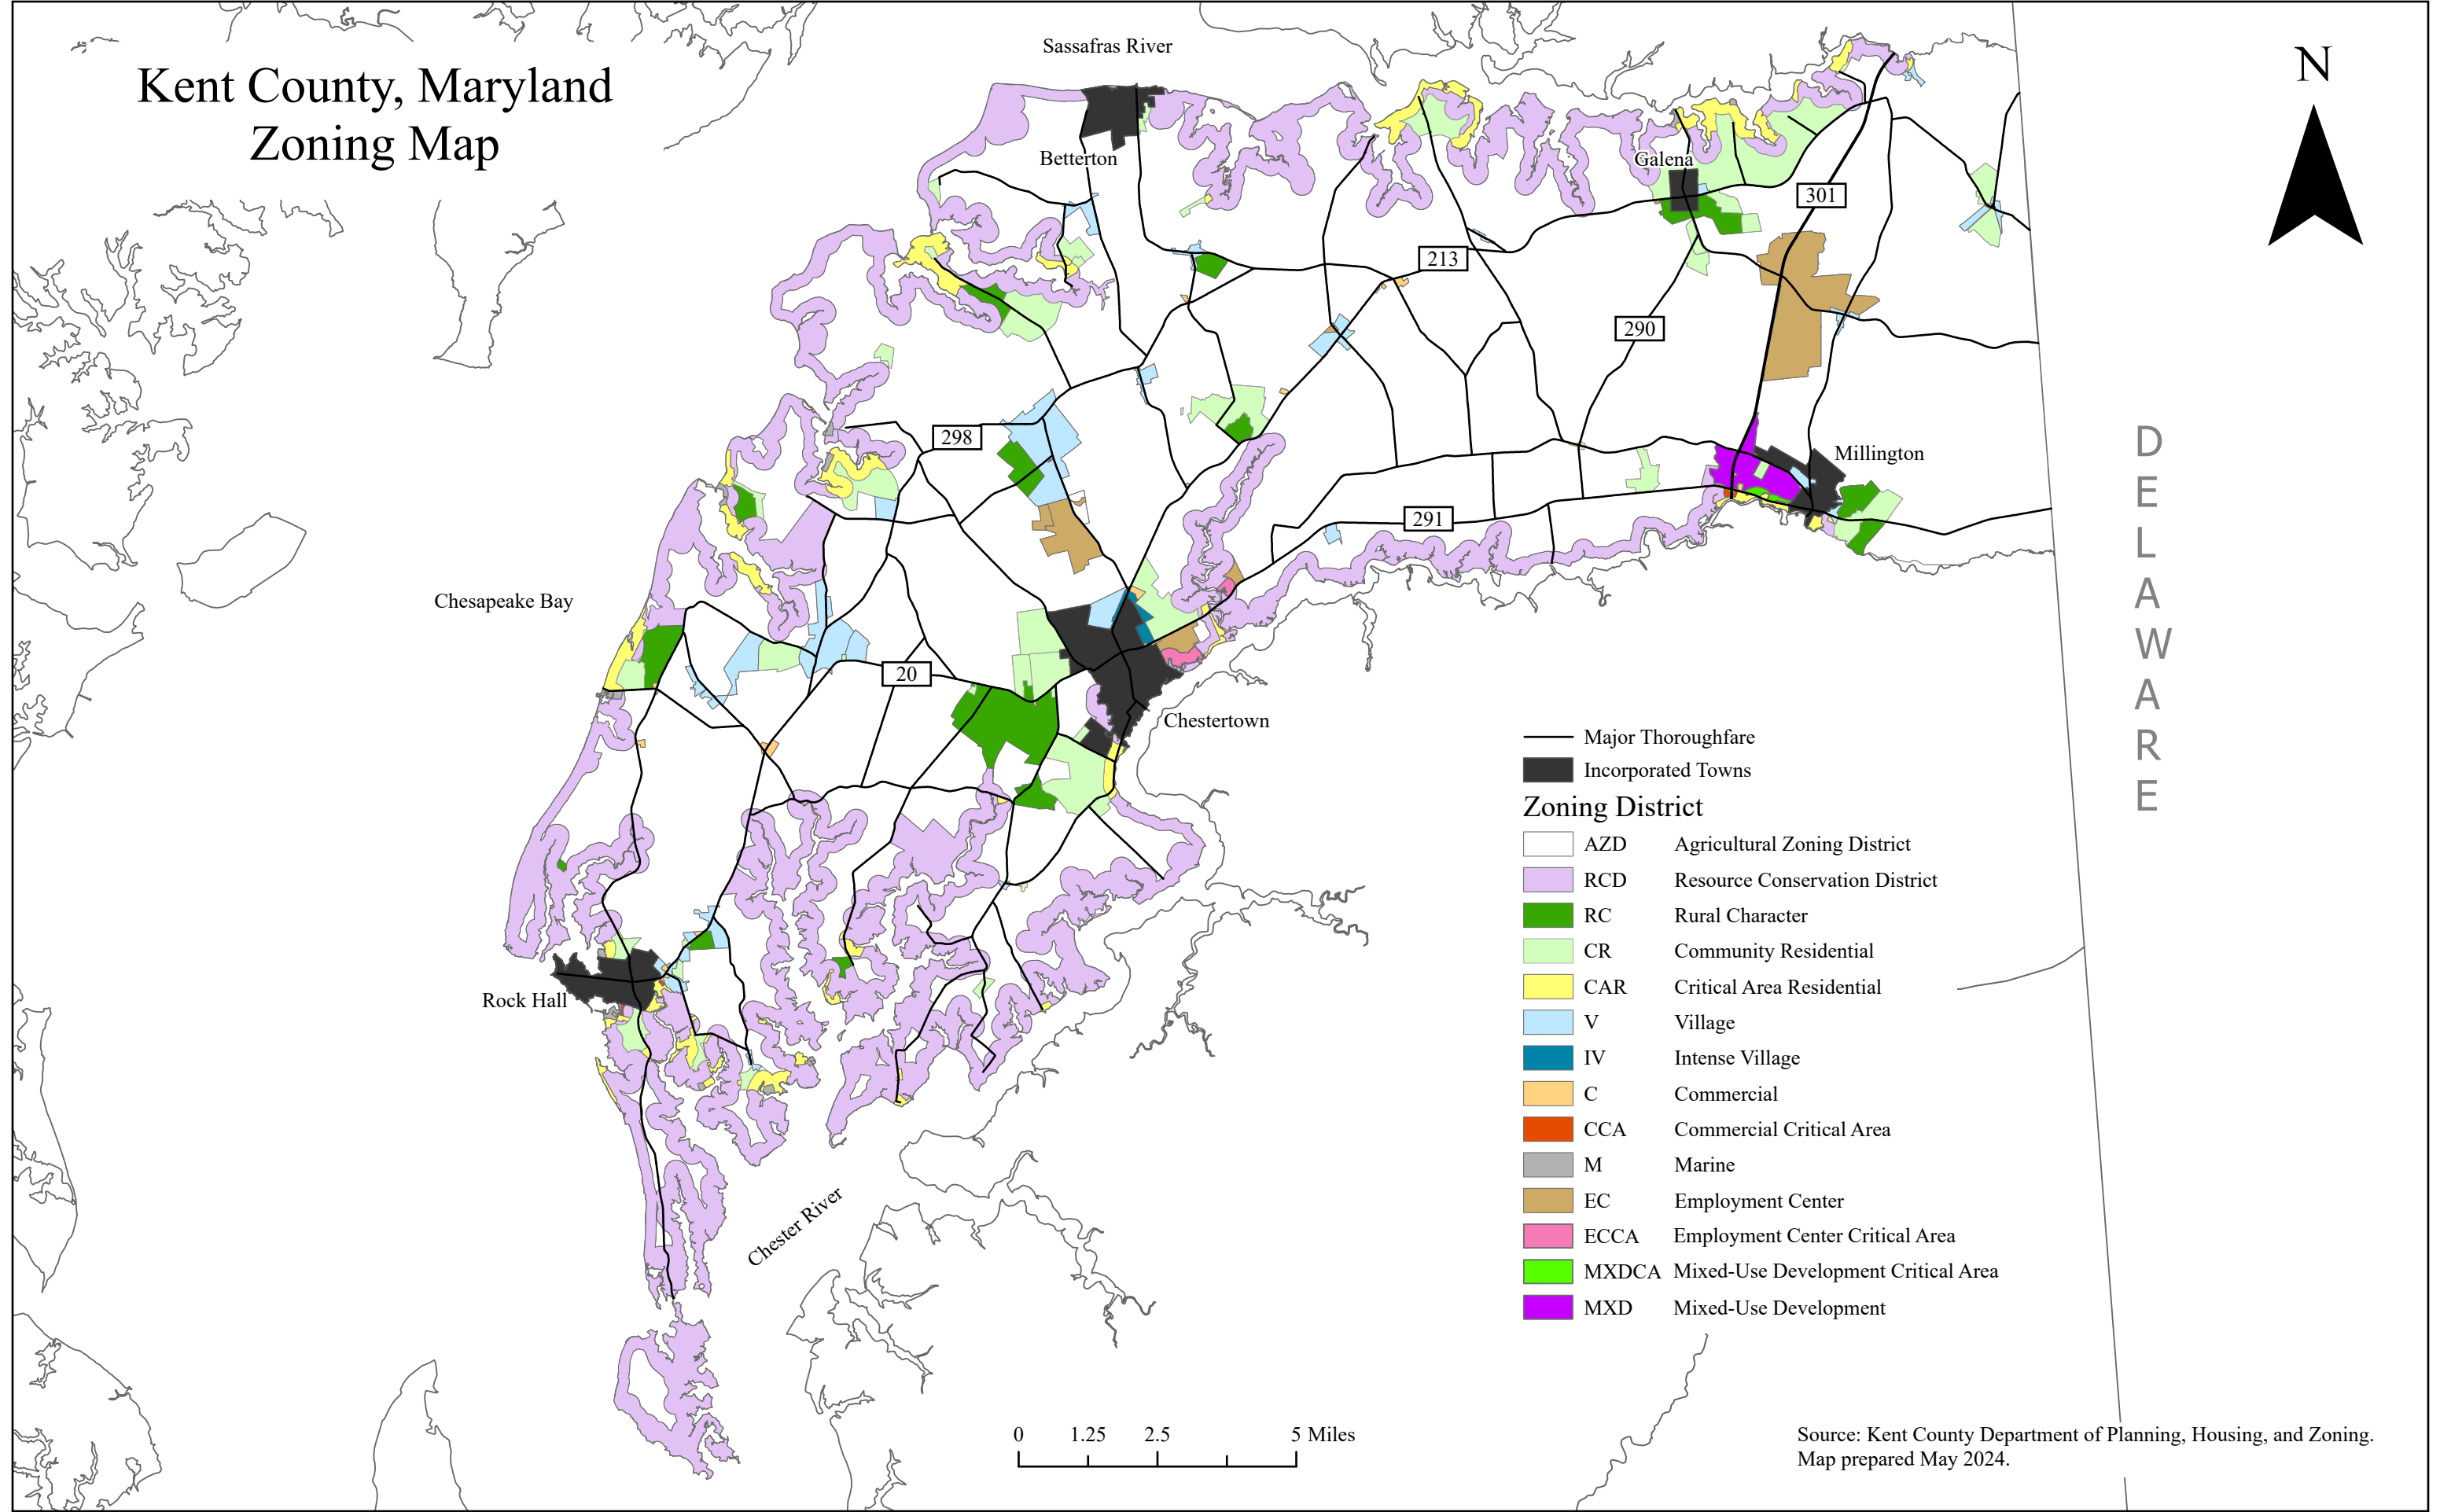 Kent County, Maryland
Zoning Map
Sassafras River
N
Betterton
Galena
301
213
290
298
Millington
291
Chesapeake Bay
20
Chestertown
Rock Hall
Chester River
D
E
L
A
W
A
R
E
Major Thoroughfare
Incorporated Towns
Zoning District
AZD Agricultural Zoning District
RCD Resource Conservation District
RC Rural Character
CR Community Residential
CAR Critical Area Residential
V Village
IV Intense Village
C Commercial
CCA Commercial Critical Area
M Marine
EC Employment Center
ECCA Employment Center Critical Area
MXDCA Mixed-Use Development Critical Area
MXD Mixed-Use Development
0 1.25 2.5 5 Miles
Source: Kent County Department of Planning, Housing, and Zoning.
Map prepared May 2024.